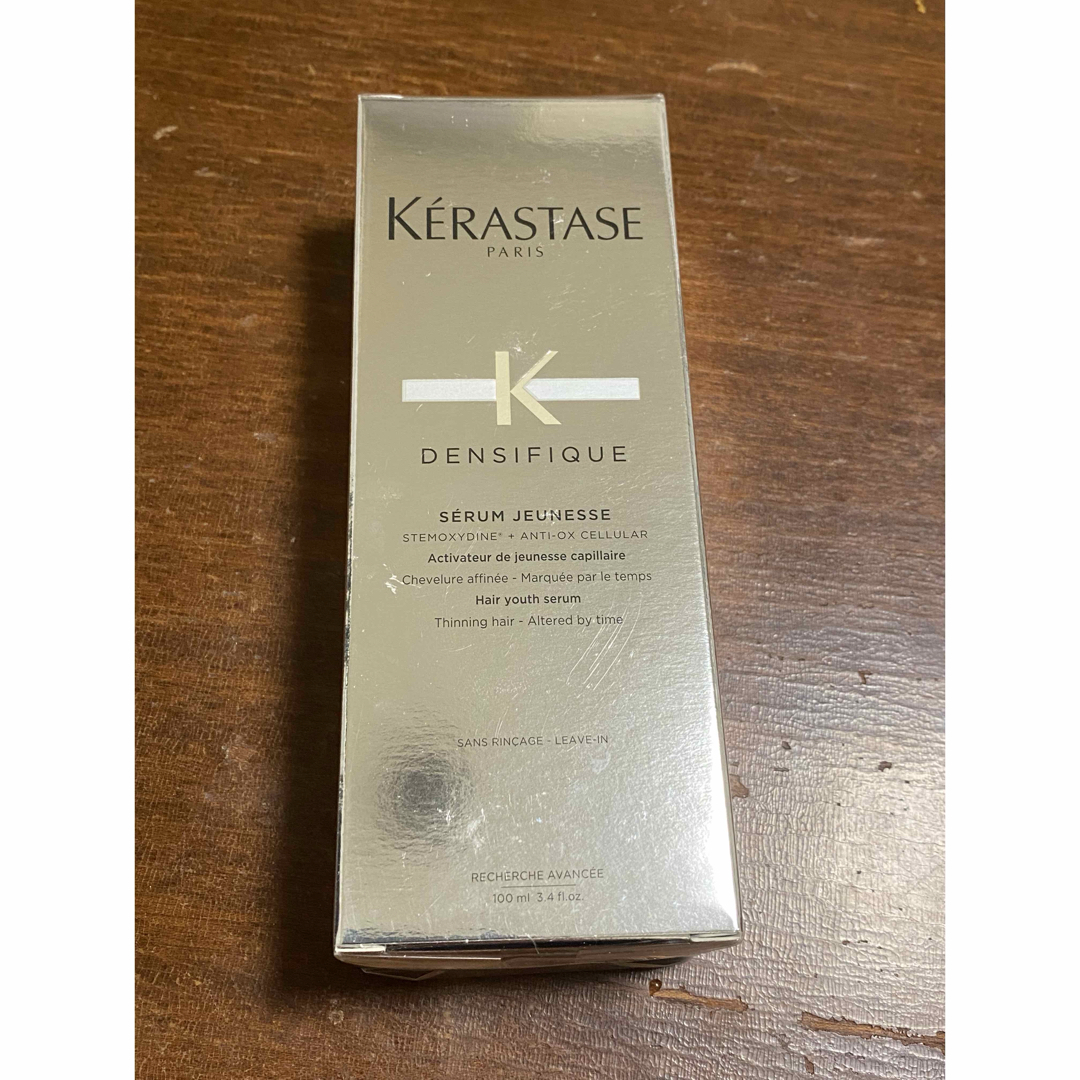 KÉRASTASE
PARIS
K
DENSIFIQUE
SÉRUM JEUNESSE
STEMOXYDINE® + ANTI-OX CELLULAR
Activateur de jeunesse capillaire
Chevelure affinée - Marquée par le temps
Hair youth serum
Thinning hair - Altered by time
SANS RINÇAGE - LEAVE-IN
RECHERCHE AVANCÉE
100 ml 3.4 fl.oz.